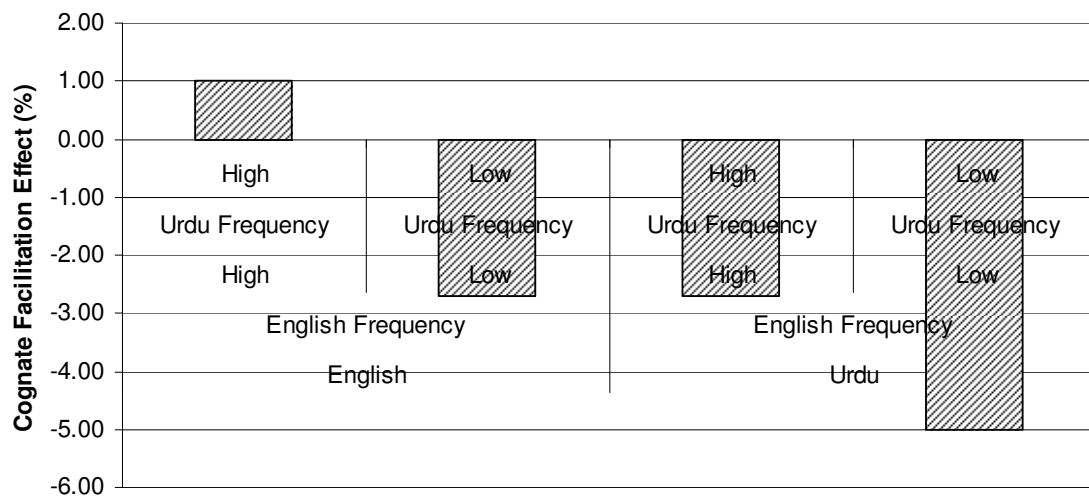 Cognate Facilitation Effect (%)
2.00
1.00
0.00
-1.00
-2.00
-3.00
-4.00
-5.00
-6.00
High Low High Low
Urdu Frequency Urdu Frequency Urdu Frequency Urdu Frequency
High Low High Low
English Frequency English Frequency
English Urdu